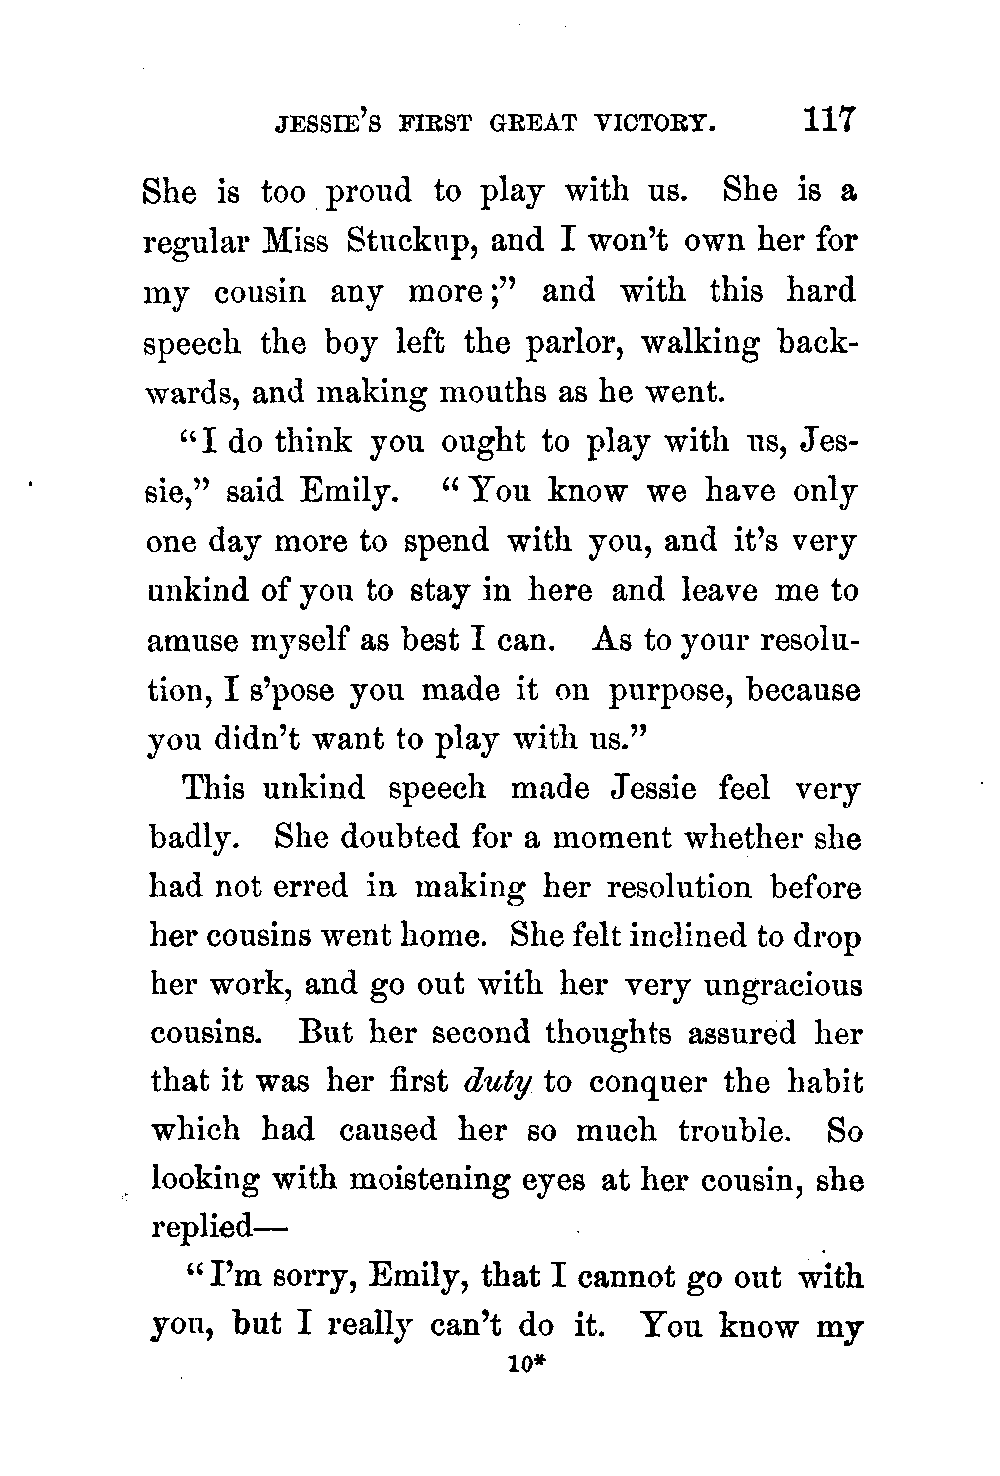 JESSIE'S FIRST GREAT VICTORY. 117
She is too proud to play with us. She is a
regular Miss Stuckup, and I won't own her for
my cousin any more;" and with this hard
speech the boy left the parlor, walking back-
wards, and making mouths as he went.
"I do think you ought to play with us, Jes-
sie," said Emily. "You know we have only
one day more to spend with you, and it's very
unkind of you to stay in here and leave me to
amuse myself as best I can. As to your resolu-
tion, I s'pose you made it on purpose, because
you didn't want to play with us."
This unkind speech made Jessie feel very
badly. She doubted for a moment whether she
had not erred in making her resolution before
her cousins went home. She felt inclined to drop
her work, and go out with her very ungracious
cousins. But her second thoughts assured her
that it was her first duty to conquer the habit
which had caused her so much trouble. So
looking with moistening eyes at her cousin, she
replied—
"I'm sorry, Emily, that I cannot go out with
you, but I really can't do it. You know my
10*